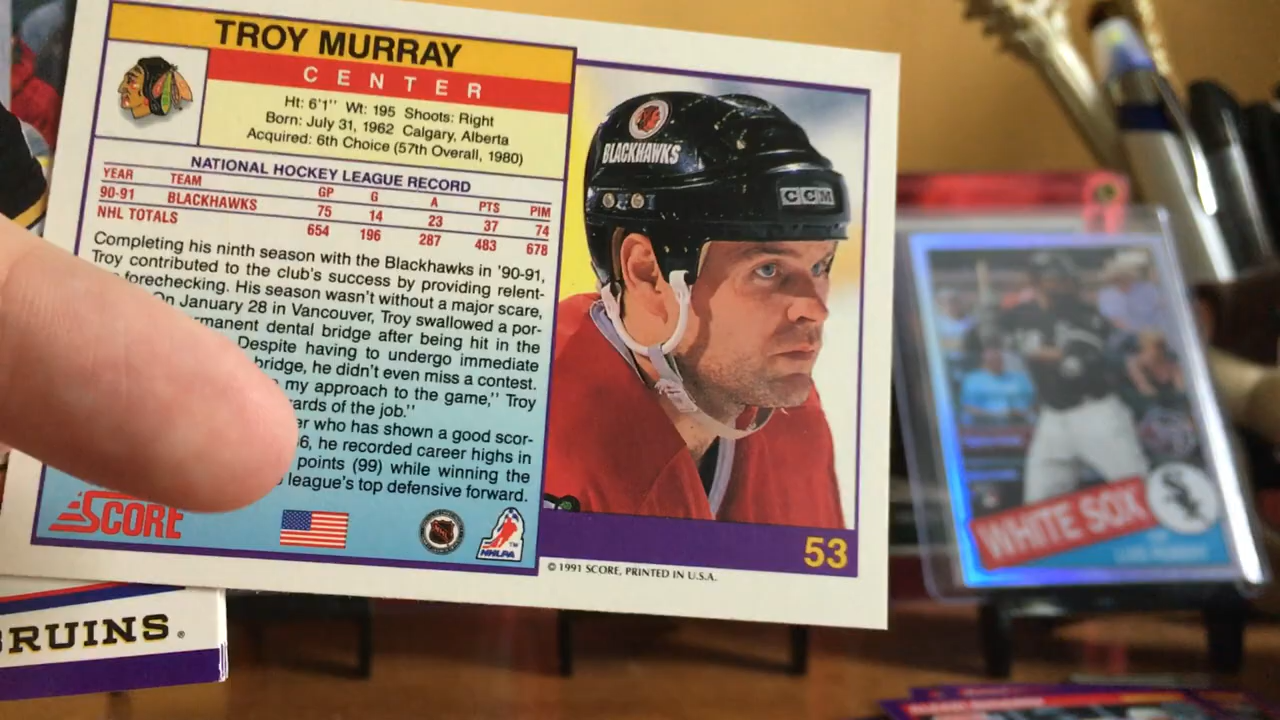 TROY MURRAY
CENTER
Ht: 6'1'' Wt: 195 Shoots: Right
Born: July 31, 1962 Calgary, Alberta
Acquired: 6th Choice (57th Overall, 1980)
NATIONAL HOCKEY LEAGUE RECORD
YEAR TEAM GP G A PTS PIM
90-91 BLACKHAWKS 75 14 23 37 74
NHL TOTALS 654 196 287 483 678
Completing his ninth season with the Blackhawks in '90-91,
Troy contributed to the club's success by providing relent-
forechecking. His season wasn't without a major scare,
On January 28 in Vancouver, Troy swallowed a por-
rmanent dental bridge after being hit in the
Despite having to undergo immediate
bridge, he didn't even miss a contest.
my approach to the game,'' Troy
ards of the job.''
er who has shown a good scor-
6, he recorded career highs in
points (99) while winning the
league's top defensive forward.
SCORE
NHLPA
BLACKHAWKS
CCM
53
© 1991 SCORE, PRINTED IN U.S.A.
BRUINS.
WHITE SOX